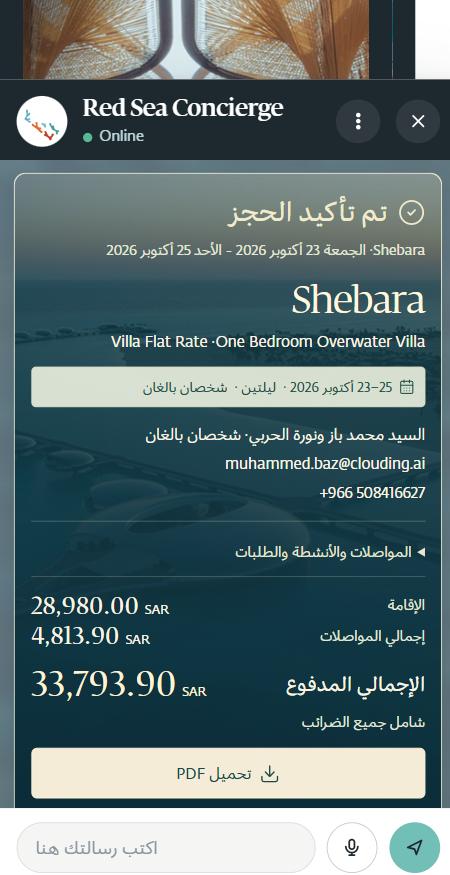 Red Sea Concierge
Online
تم تأكيد الحجز
Shebara· الجمعة 23 أكتوبر 2026 - الأحد 25 أكتوبر 2026
Shebara
Villa Flat Rate ·One Bedroom Overwater Villa
23–25 أكتوبر 2026 · ليلتين · شخصان بالغان
السيد محمد باز ونورة الحربي· شخصان بالغان
muhammed.baz@clouding.ai
+966 508416627
المواصلات والأنشطة والطلبات
الإقامة 28,980.00 SAR
إجمالي المواصلات 4,813.90 SAR
الإجمالي المدفوع 33,793.90 SAR
شامل جميع الضرائب
تحميل PDF
اكتب رسالتك هنا